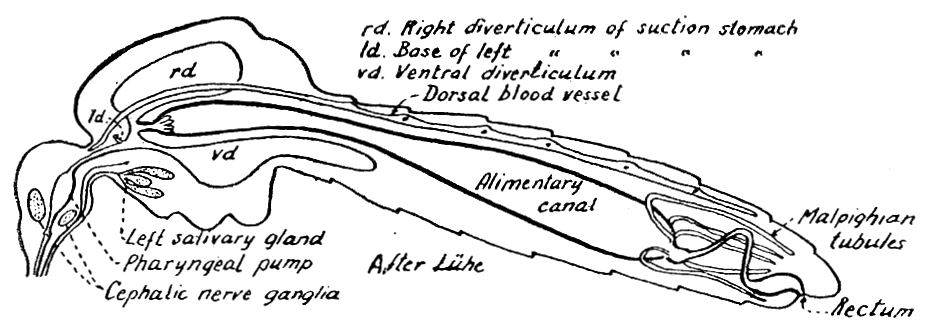 rd. Right diverticulum of suction stomach
ld. Base of left " " " "
vd. Ventral diverticulum
Dorsal blood vessel
rd
ld.
vd
Alimentary
canal
Malpighian
tubules
Left salivary gland
Pharyngeal pump
After Lühe
Cephalic nerve ganglia
Rectum